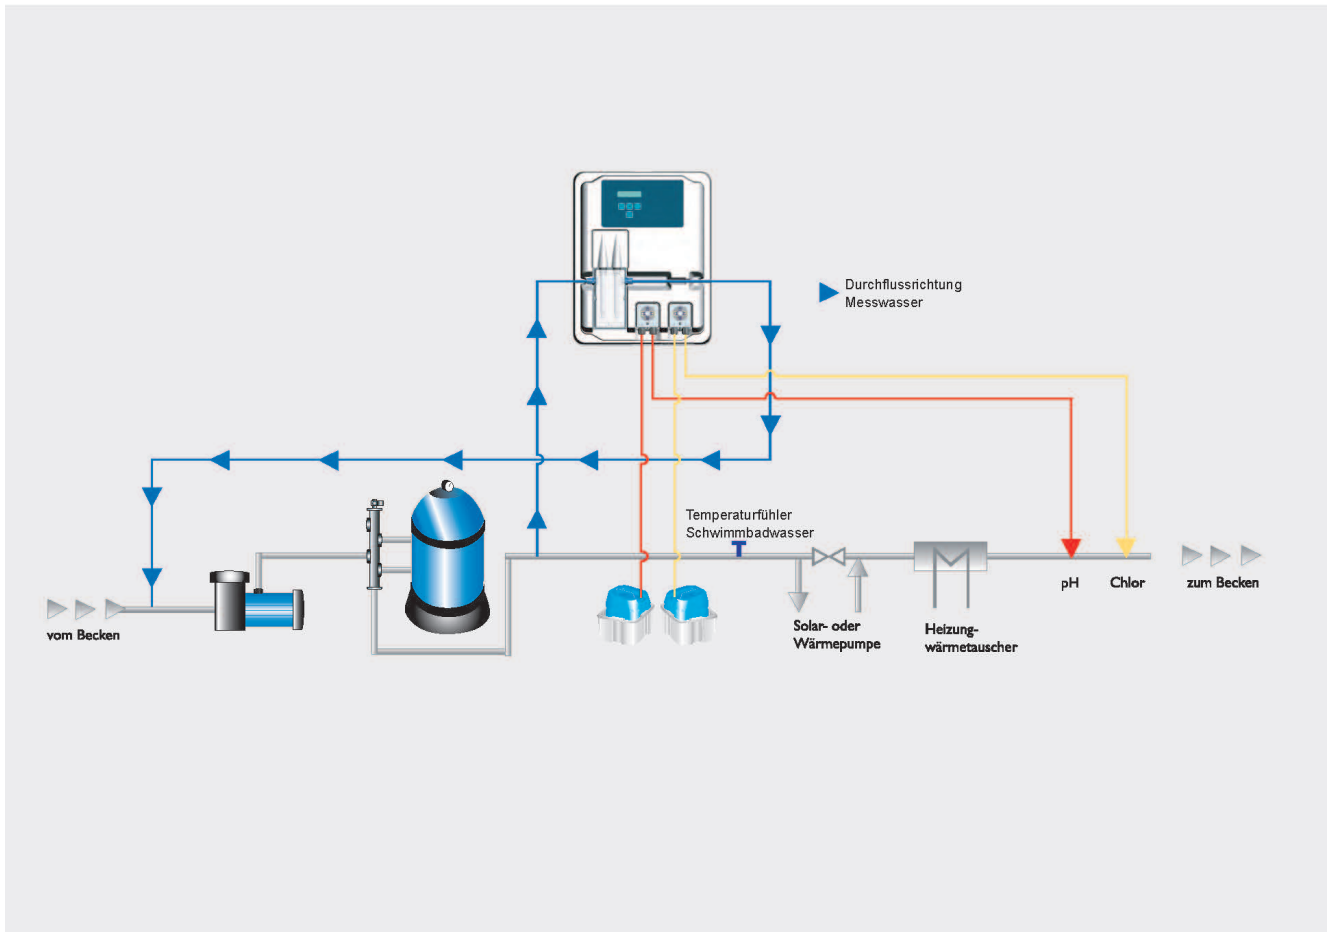 Durchflussrichtung
Messwasser
Temperaturfühler
Schwimmbadwasser
vom Becken
Solar- oder
Wärmepumpe
Heizung-
wärmetauscher
pH
Chlor
zum Becken